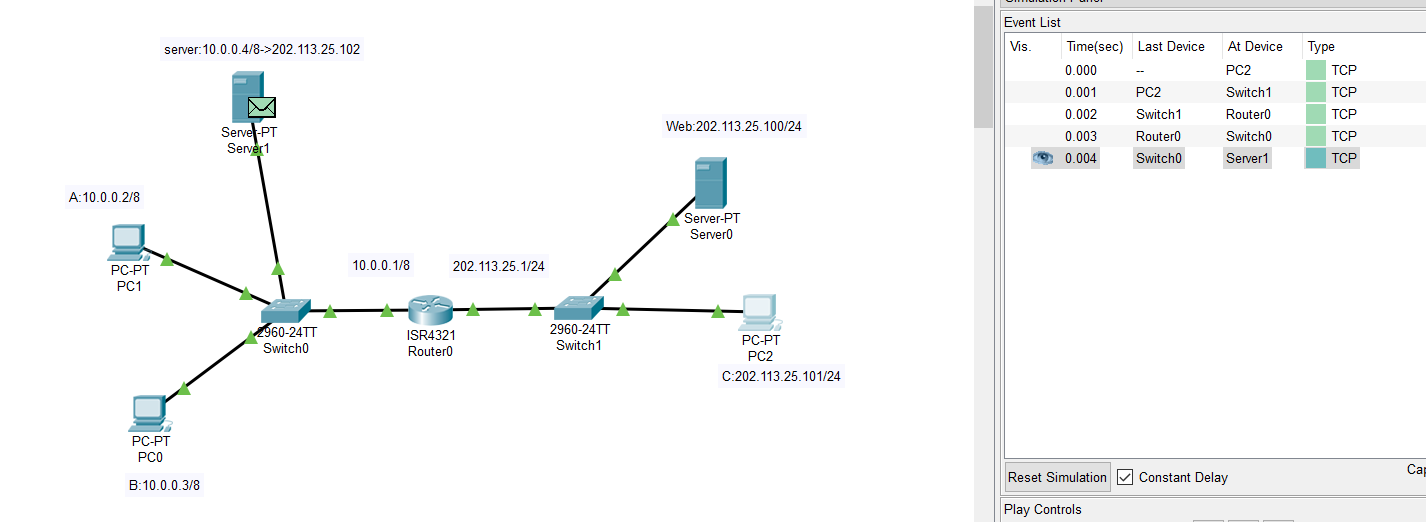 Simulation Panel
Event List
Vis.
Time(sec)
Last Device
At Device
Type
0.000
--
PC2
TCP
0.001
PC2
Switch1
TCP
0.002
Switch1
Router0
TCP
0.003
Router0
Switch0
TCP
0.004
Switch0
Server1
TCP
Reset Simulation
Constant Delay
Play Controls
server:10.0.0.4/8->202.113.25.102
Server-PT
Server1
Web:202.113.25.100/24
Server-PT
Server0
A:10.0.0.2/8
PC-PT
PC1
10.0.0.1/8
202.113.25.1/24
2960-24TT
Switch0
ISR4321
Router0
2960-24TT
Switch1
PC-PT
PC2
C:202.113.25.101/24
PC-PT
PC0
B:10.0.0.3/8